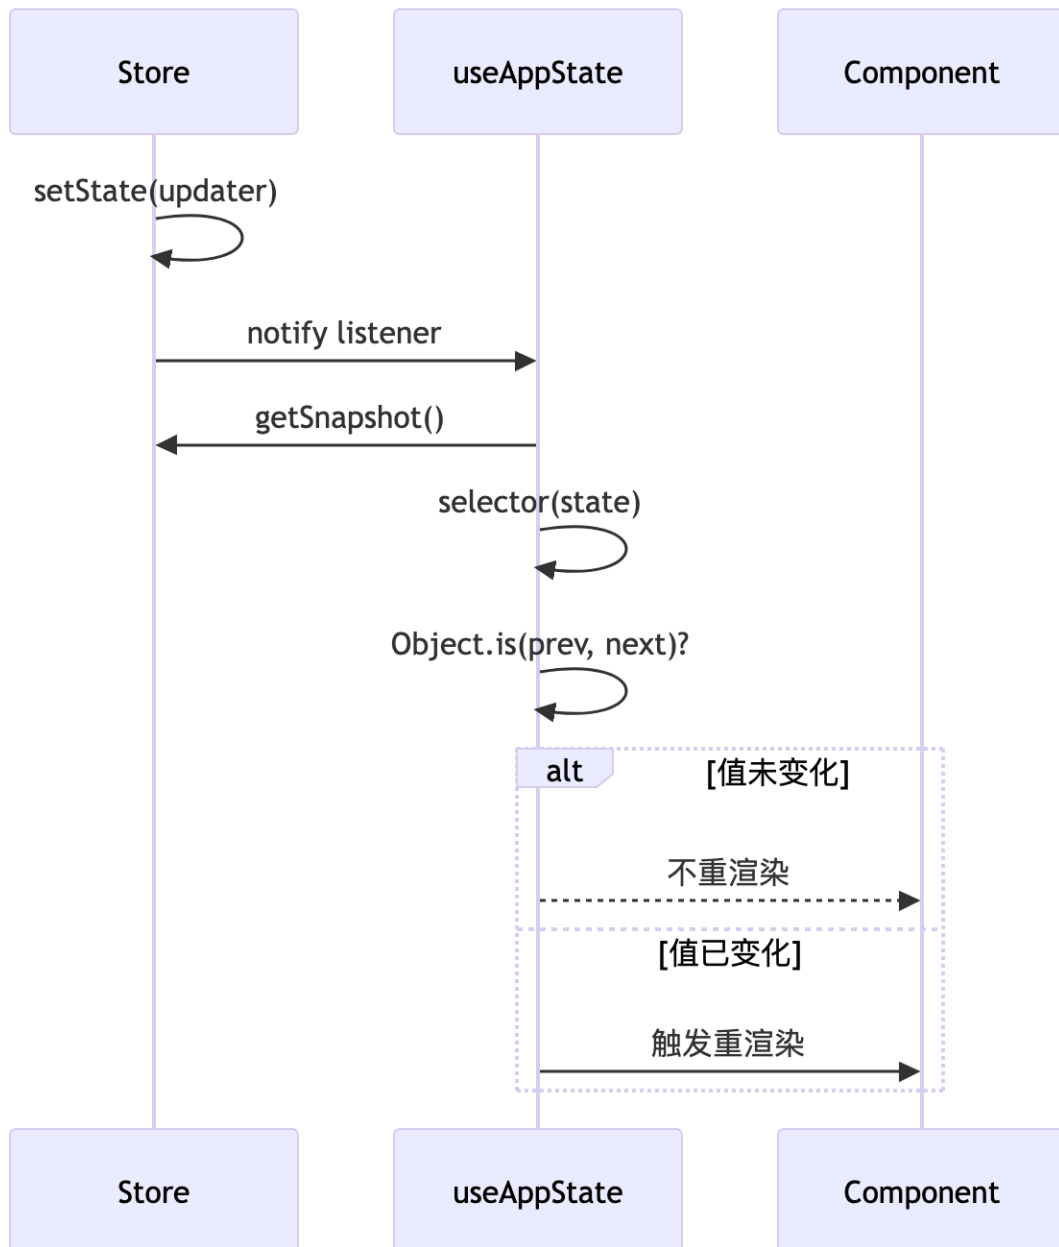 Store
useAppState
Component
setState(updater)
notify listener
getSnapshot()
selector(state)
Object.is(prev, next)?
alt
[值未变化]
不重渲染
[值已变化]
触发重渲染
Store
useAppState
Component